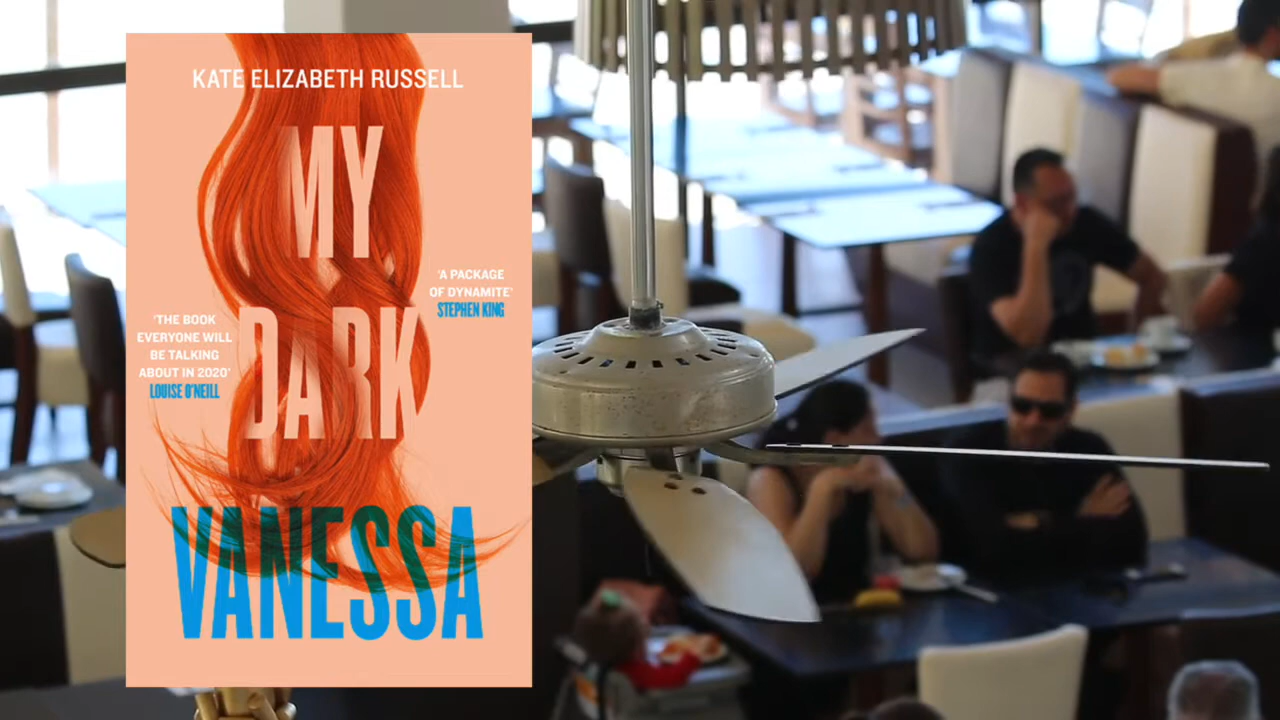 KATE ELIZABETH RUSSELL
MY
DARK
VANESSA
'A PACKAGE
OF DYNAMITE'
STEPHEN KING
'THE BOOK
EVERYONE WILL
BE TALKING
ABOUT IN 2020'
LOUISE O'NEILL